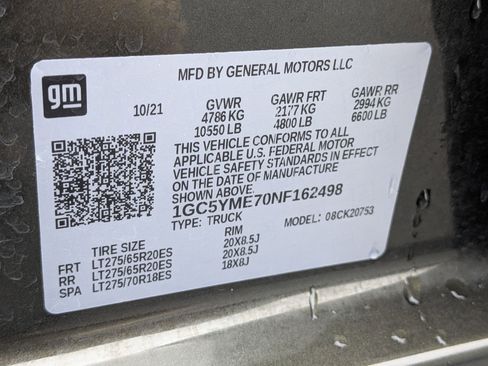 gm
MFD BY GENERAL MOTORS LLC
10/21 GVWR GAWR FRT GAWR RR
4786 KG 2177 KG 2994 KG
10550 LB 4800 LB 6600 LB
THIS VEHICLE CONFORMS TO ALL
APPLICABLE U.S. FEDERAL MOTOR
VEHICLE SAFETY STANDARDS IN EFFECT
ON THE DATE OF MANUFACTURE
SHOWN ABOVE.
1GC5YME70NF162498
TYPE: TRUCK MODEL: 08CK20753
TIRE SIZE RIM
FRT LT275/65R20ES 20X8.5J
RR LT275/65R20ES 20X8.5J
SPA LT275/70R18ES 18X8J